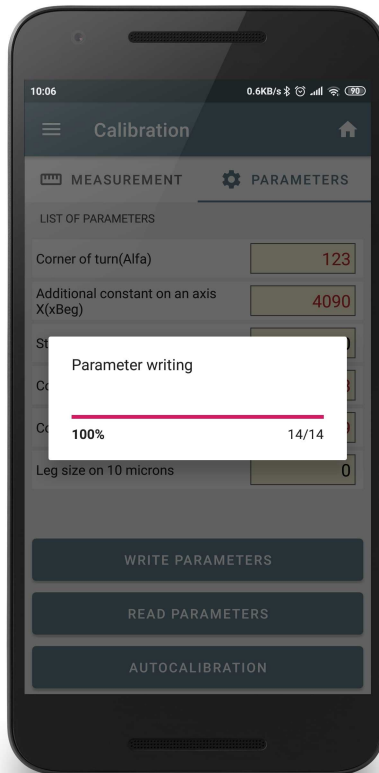 10:06 0.6KB/s 90
Calibration
MEASUREMENT PARAMETERS
LIST OF PARAMETERS
Corner of turn(Alfa) 123
Additional constant on an axis
X(xBeg) 4090
Parameter writing
100% 14/14
Leg size on 10 microns 0
WRITE PARAMETERS
READ PARAMETERS
AUTOCALIBRATION